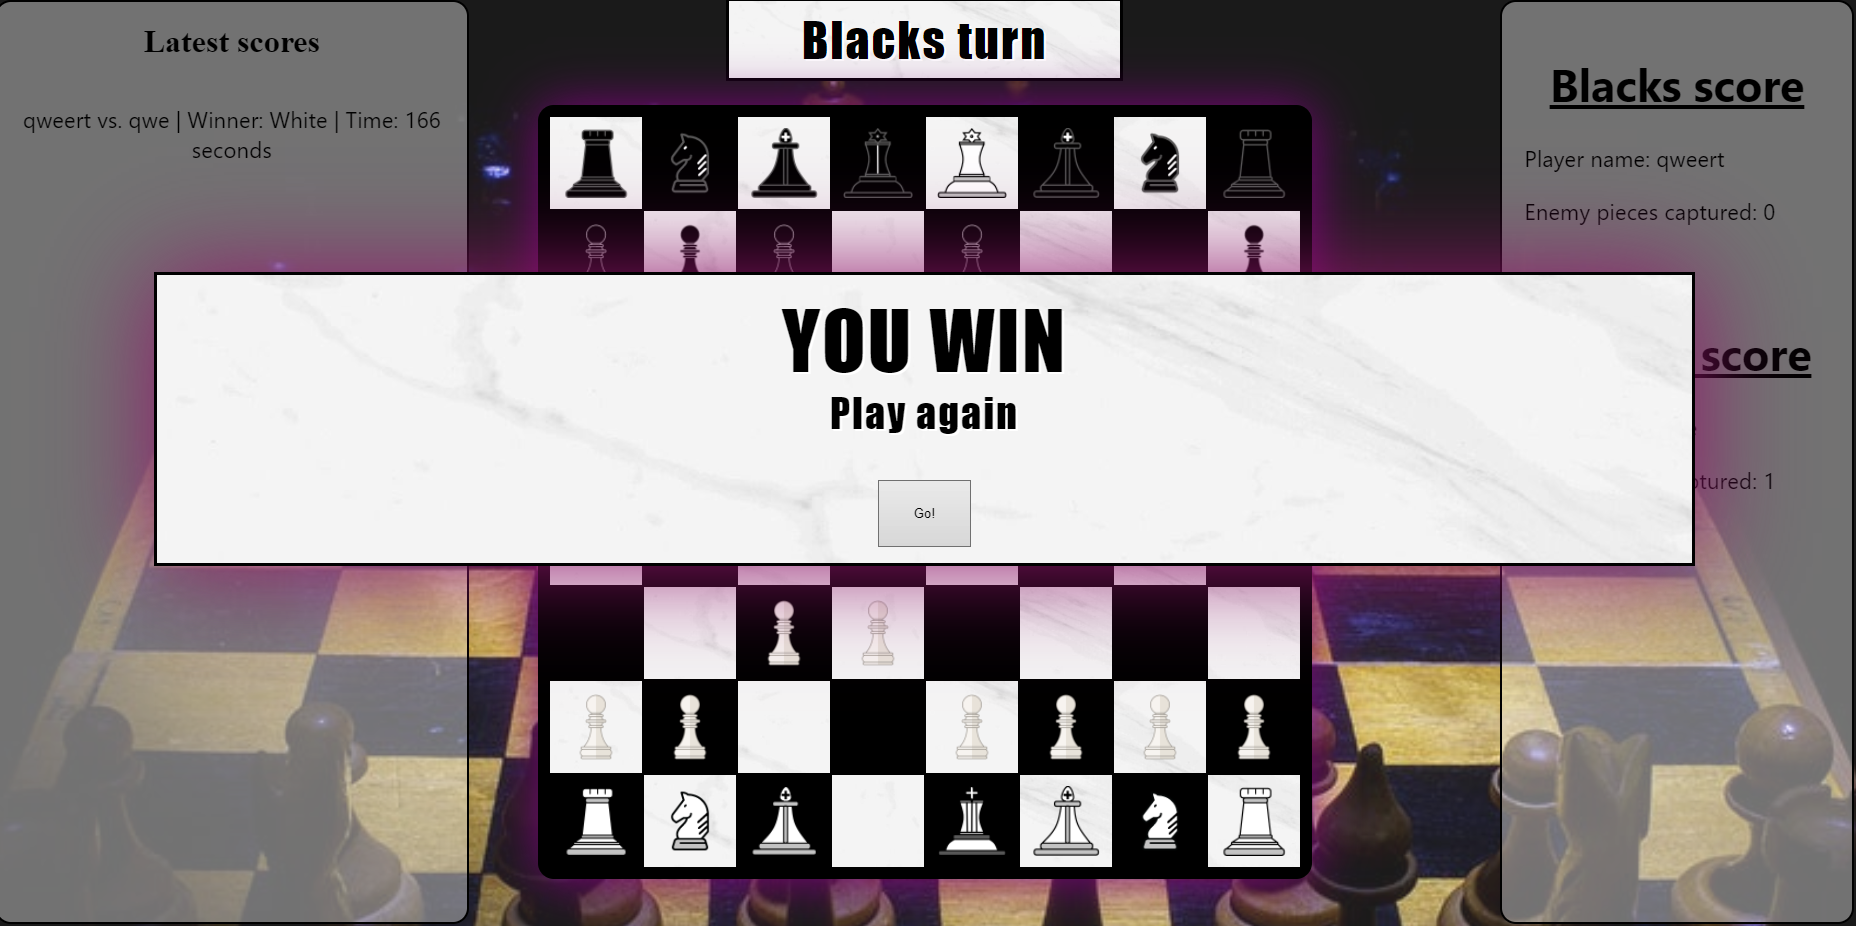 Latest scores
qweert vs. qwe | Winner: White | Time: 166
seconds
Blacks turn
Blacks score
Player name: qweert
Enemy pieces captured: 0
YOU WIN
Play again
Go!
score
captured: 1